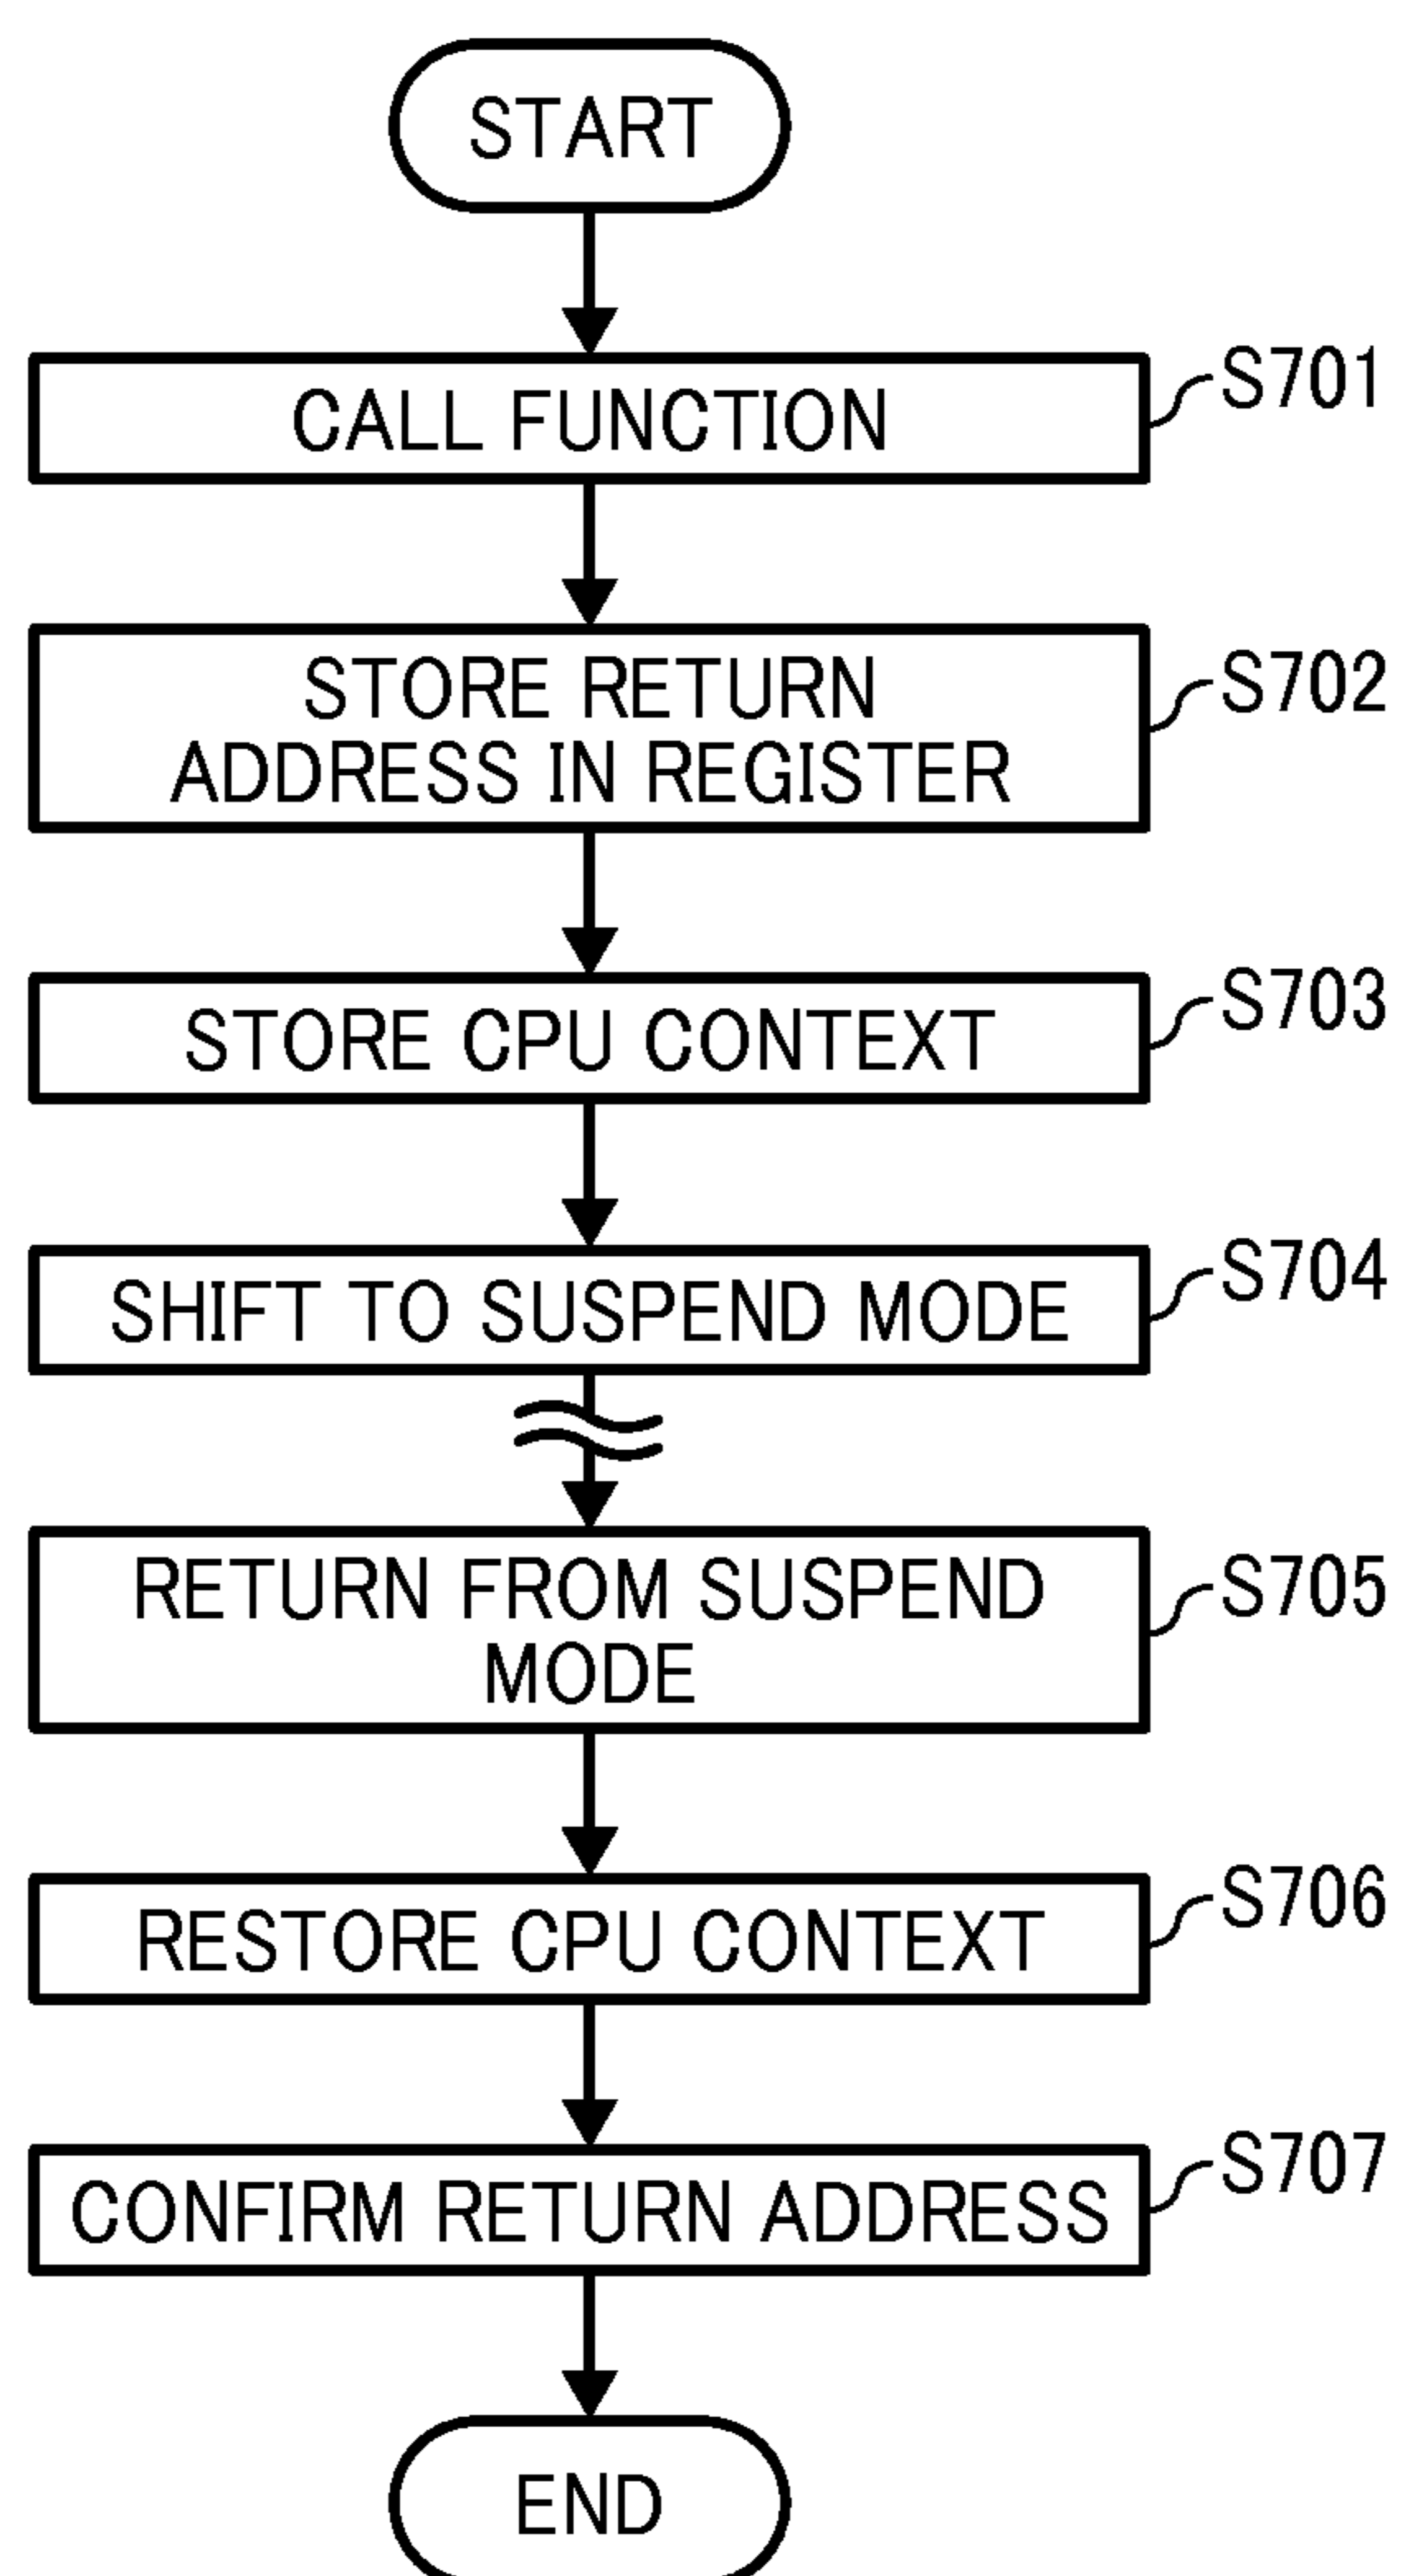 START
CALL FUNCTION
S701
STORE RETURN
ADDRESS IN REGISTER
S702
STORE CPU CONTEXT
S703
SHIFT TO SUSPEND MODE
S704
RETURN FROM SUSPEND
MODE
S705
RESTORE CPU CONTEXT
S706
CONFIRM RETURN ADDRESS
S707
END